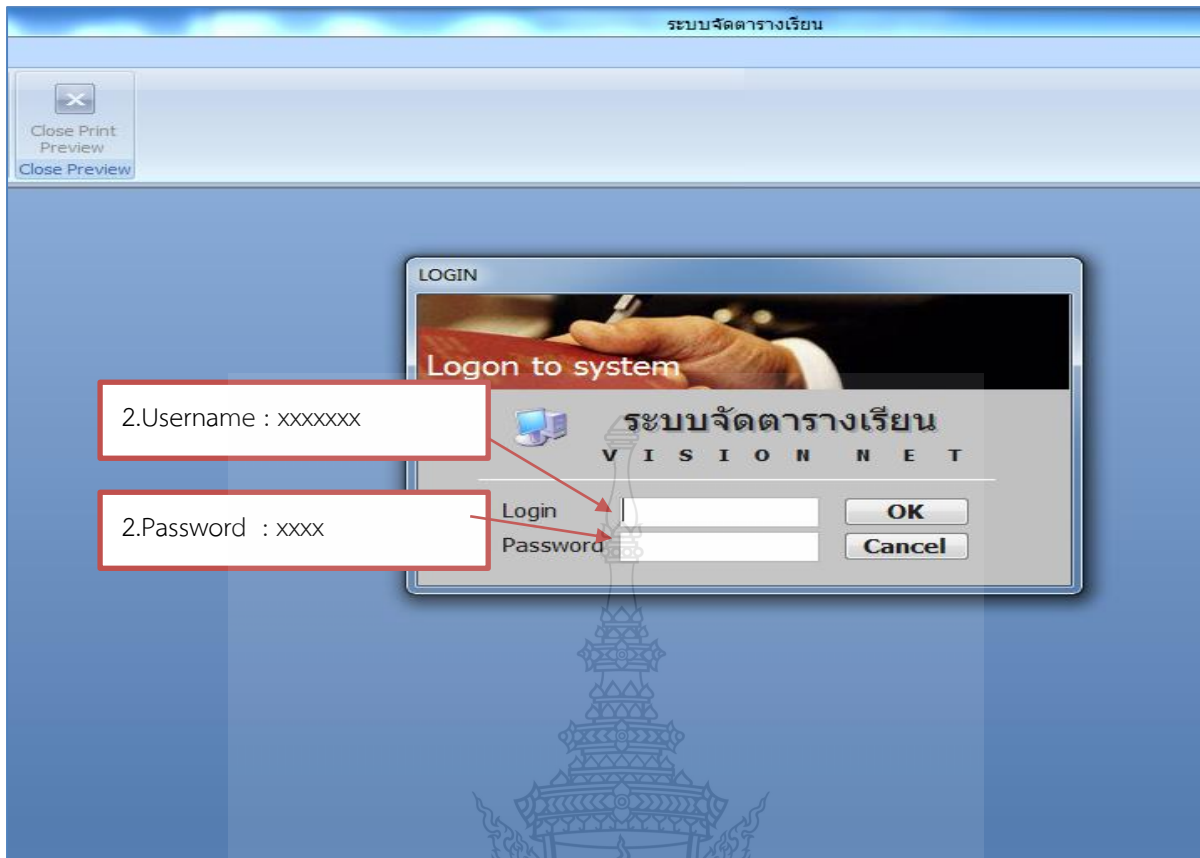 ระบบจัดตารางเรียน
Close Print
Preview
Close Preview
LOGIN
Logon to system
ระบบจัดตารางเรียน
VISION NET
2.Username : xxxxxxx
2.Password : xxxx
Login
OK
Password
Cancel